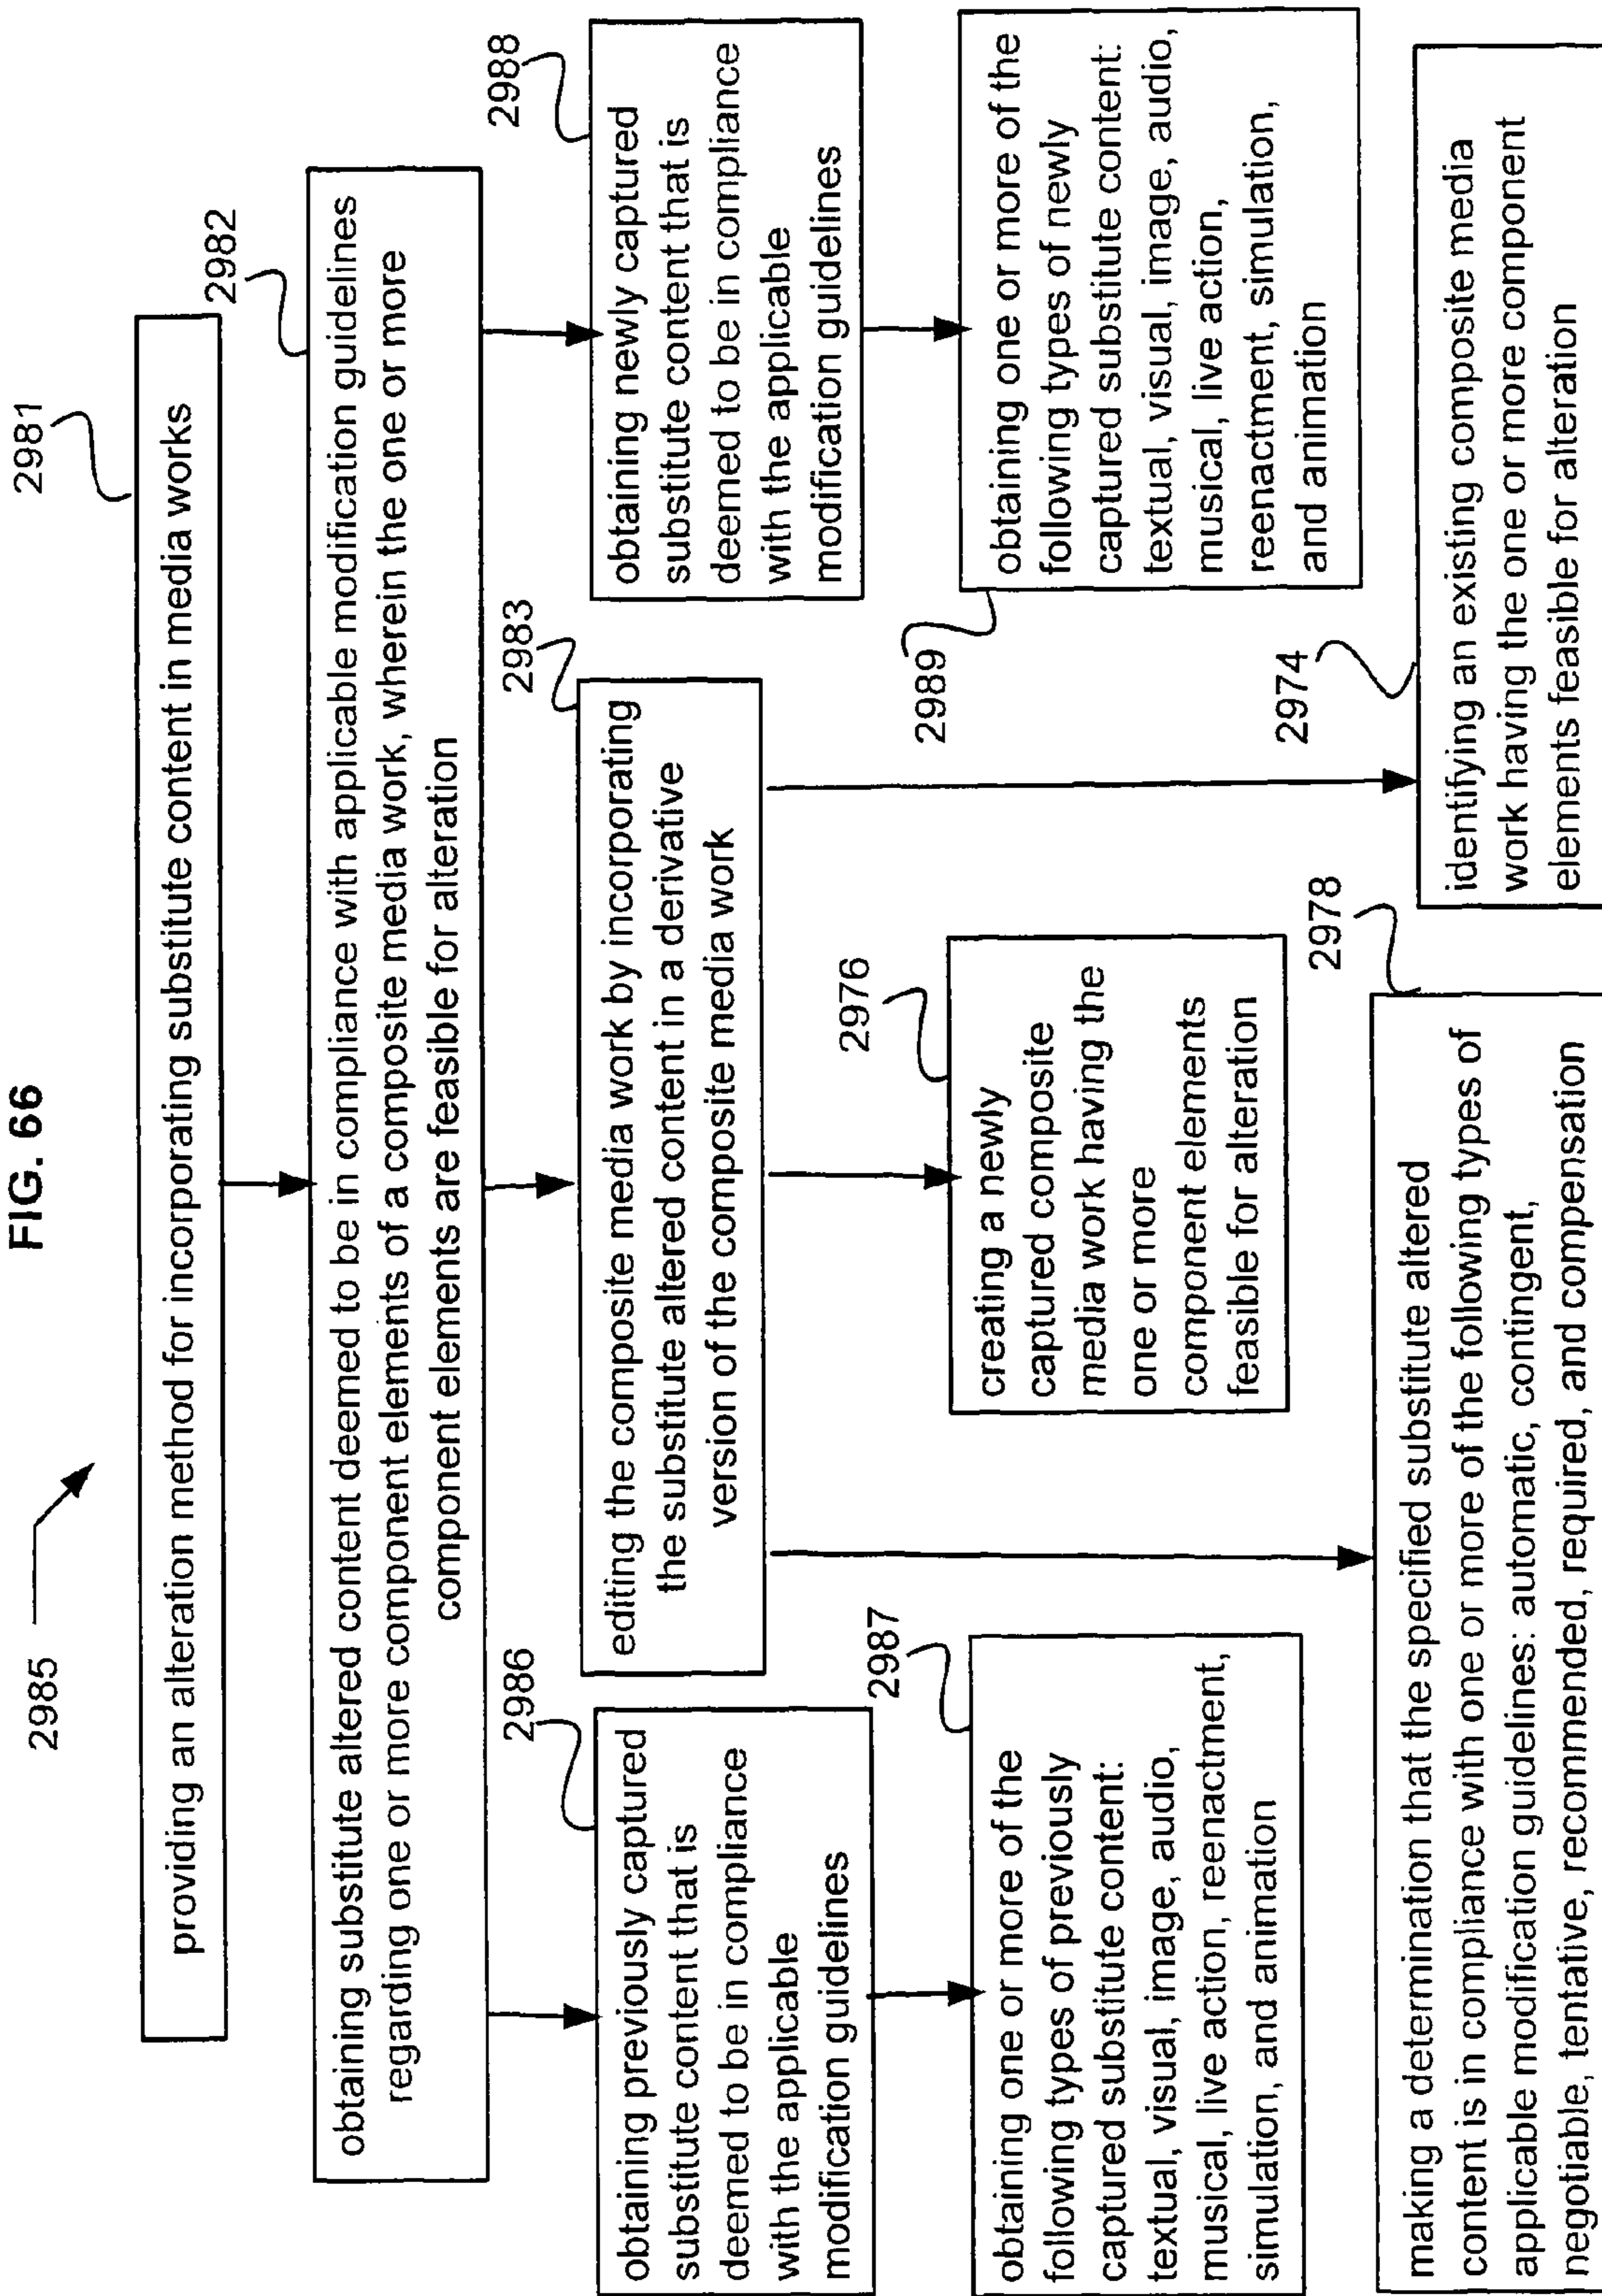 FIG. 66
2985
2981
providing an alteration method for incorporating substitute content in media works
2982
obtaining substitute altered content deemed to be in compliance with applicable modification guidelines
regarding one or more component elements of a composite media work, wherein the one or more
component elements are feasible for alteration
2986
obtaining previously captured
substitute content that is
deemed to be in compliance
with the applicable
modification guidelines
2983
editing the composite media work by incorporating
the substitute altered content in a derivative
version of the composite media work
2988
obtaining newly captured
substitute content that is
deemed to be in compliance
with the applicable
modification guidelines
2987
obtaining one or more of the
following types of previously
captured substitute content:
textual, visual, image, audio,
musical, live action, reenactment,
simulation, and animation
2976
creating a newly
captured composite
media work having the
one or more
component elements
feasible for alteration
2989
obtaining one or more of the
following types of newly
captured substitute content:
textual, visual, image, audio,
musical, live action,
reenactment, simulation,
and animation
2978
making a determination that the specified substitute altered
content is in compliance with one or more of the following types of
applicable modification guidelines: automatic, contingent,
negotiable, tentative, recommended, required, and compensation
2974
identifying an existing composite media
work having the one or more component
elements feasible for alteration